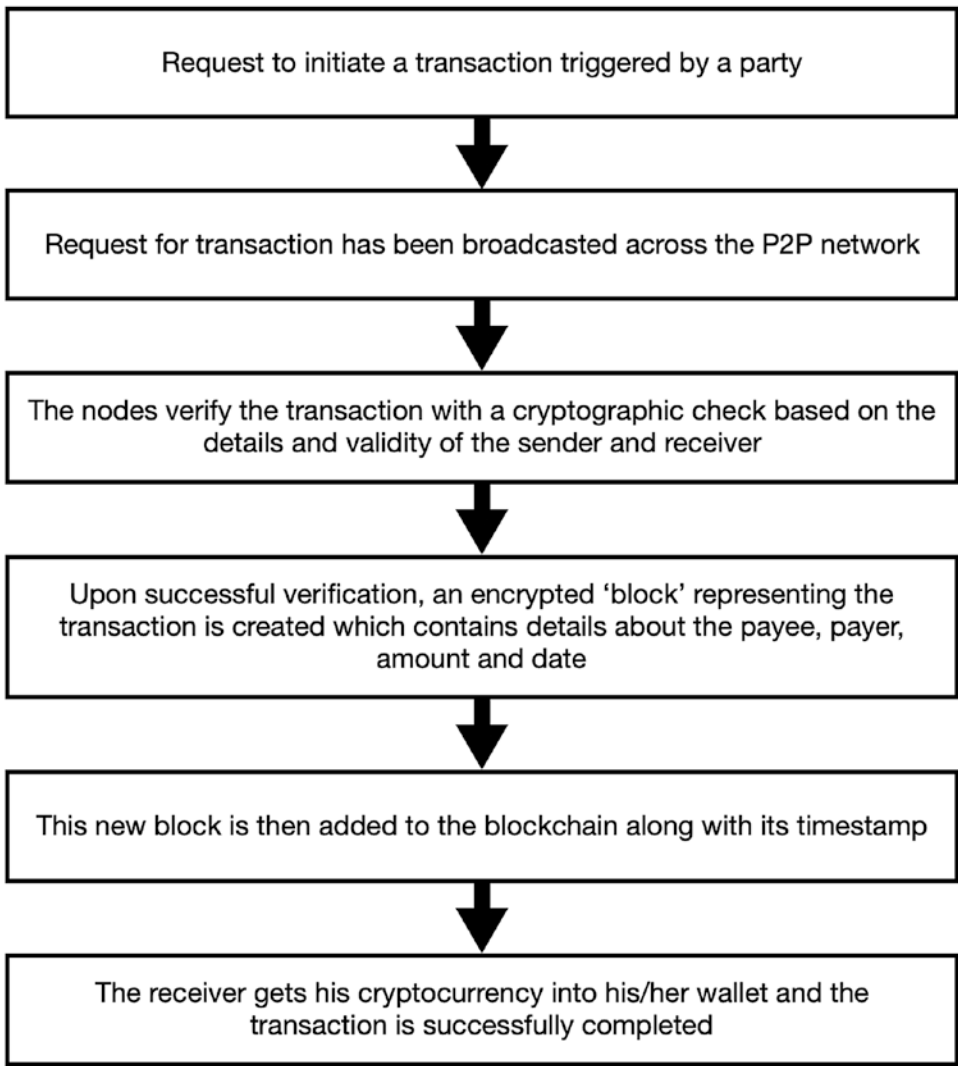 Request to initiate a transaction triggered by a party
Request for transaction has been broadcasted across the P2P network
The nodes verify the transaction with a cryptographic check based on the
details and validity of the sender and receiver
Upon successful verification, an encrypted ‘block’ representing the
transaction is created which contains details about the payee, payer,
amount and date
This new block is then added to the blockchain along with its timestamp
The receiver gets his cryptocurrency into his/her wallet and the
transaction is successfully completed